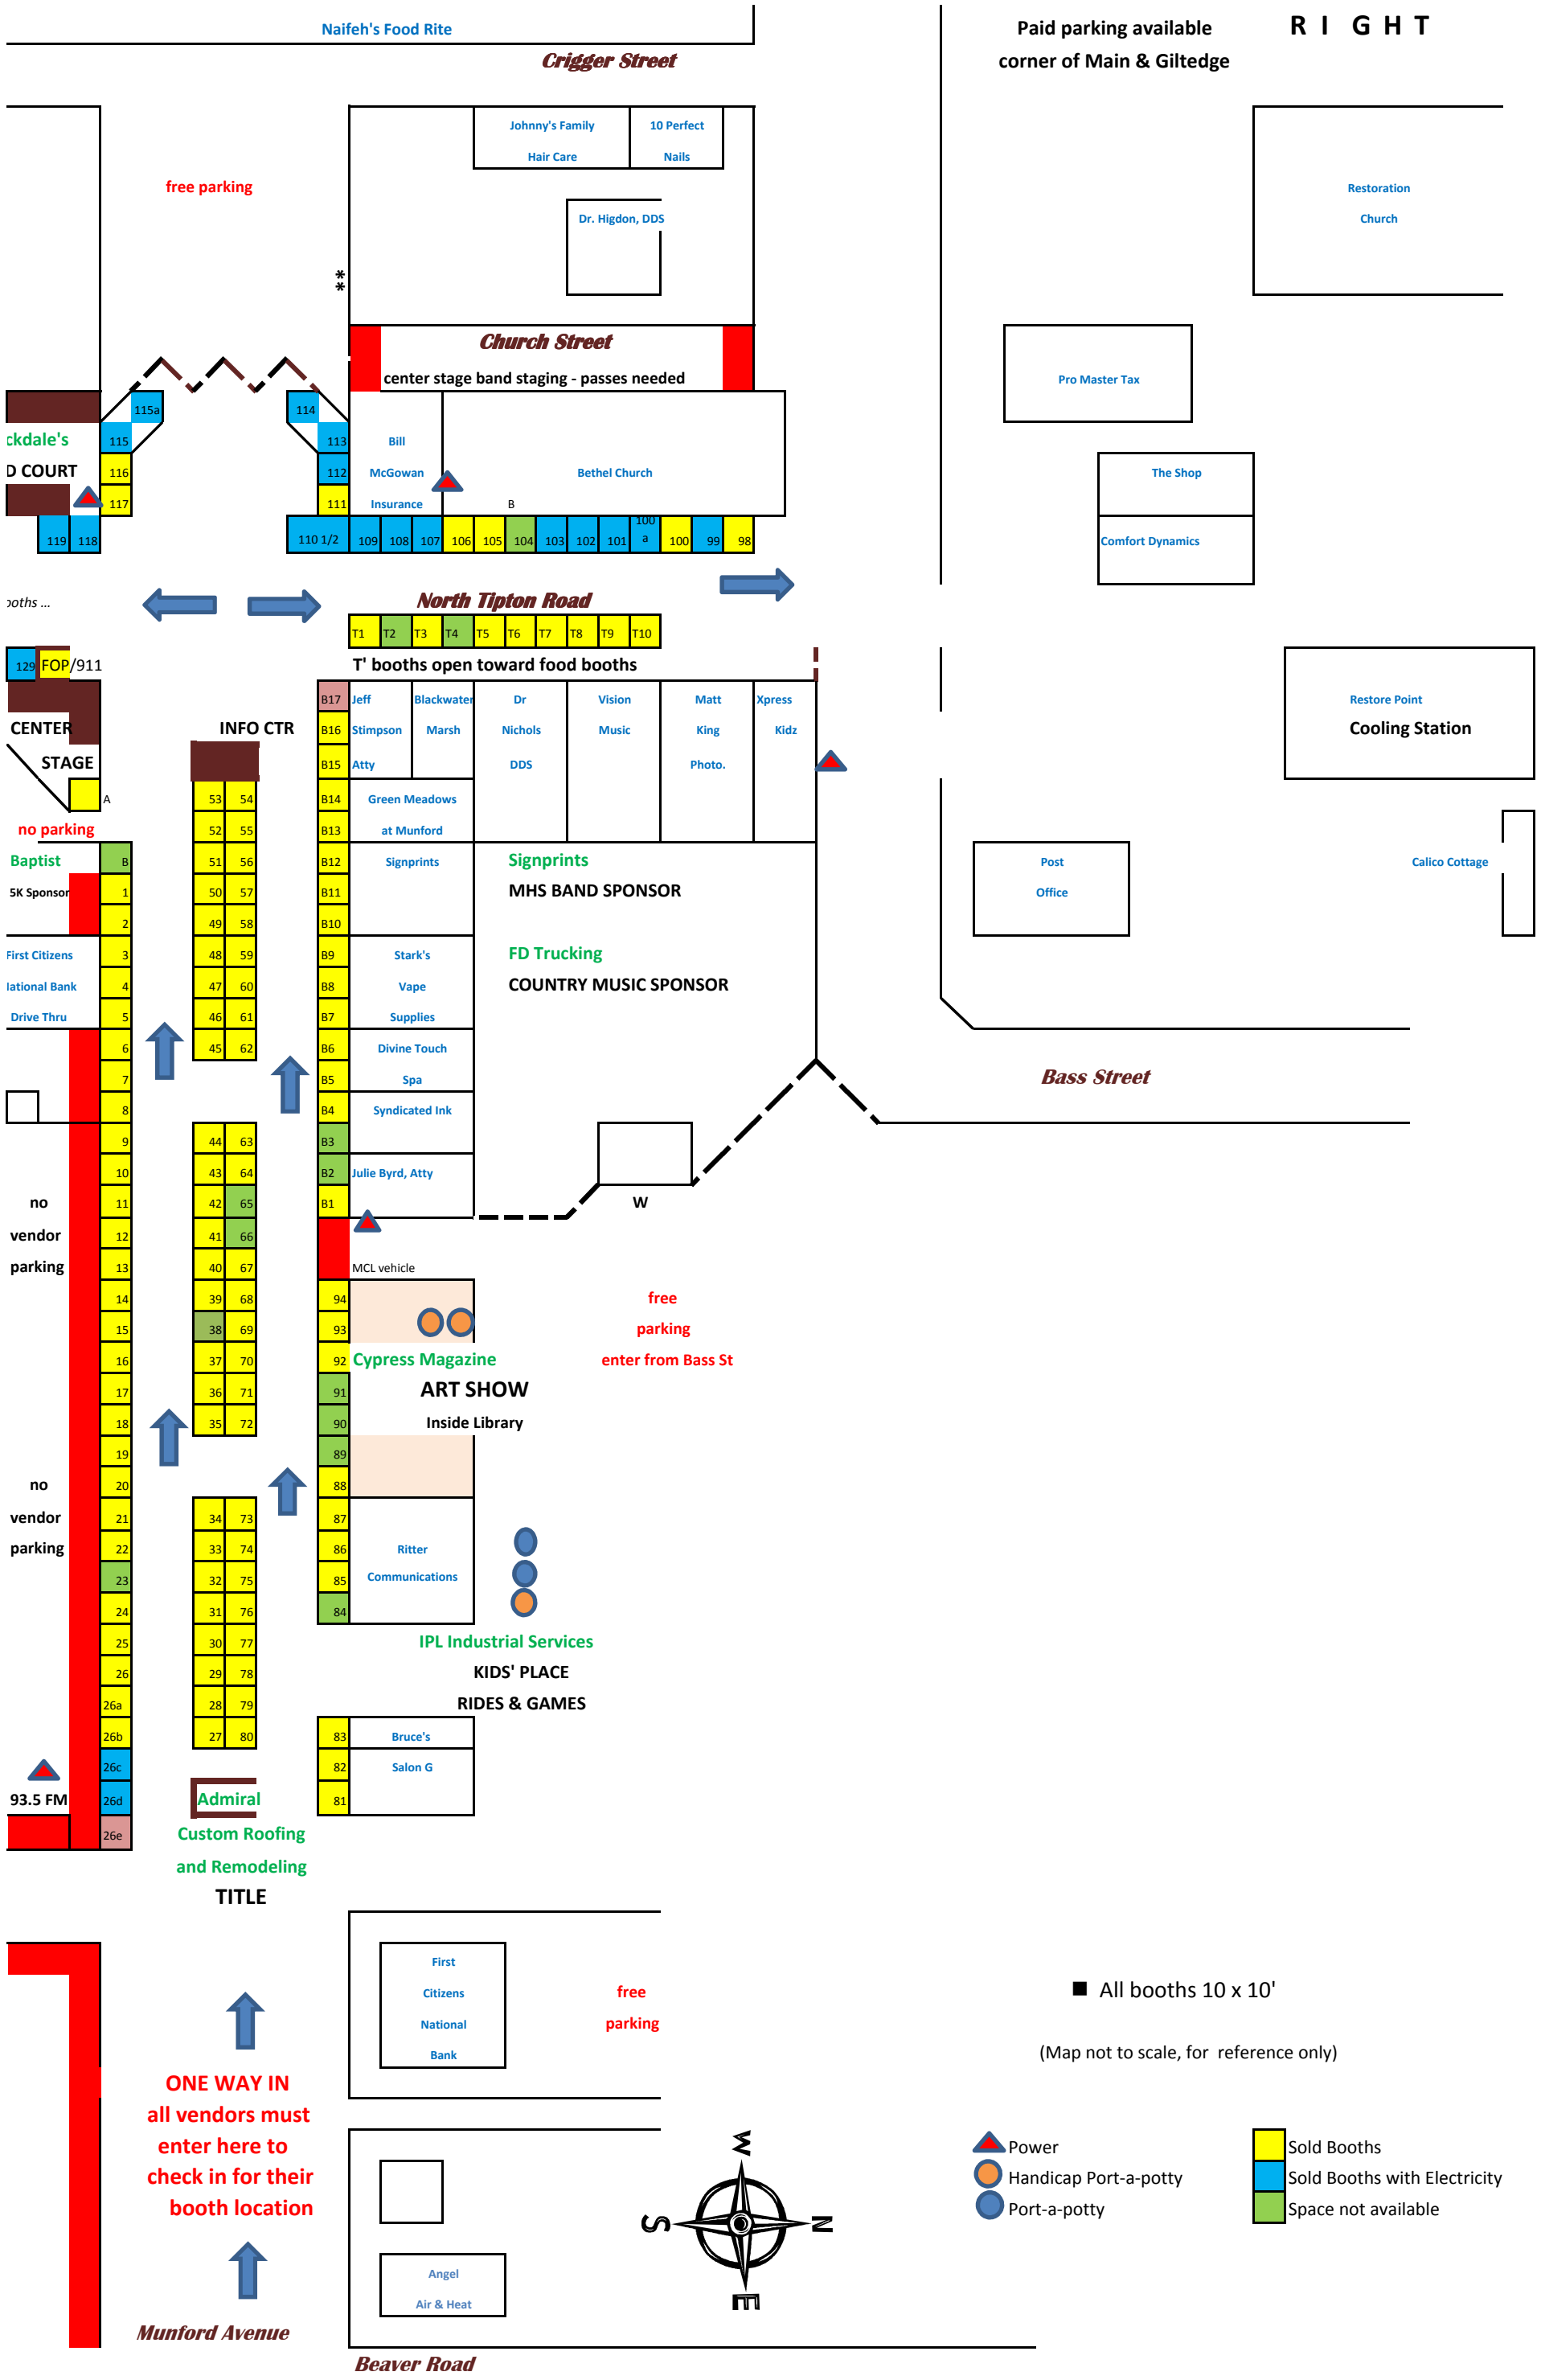 Naifeh's Food Rite
Paid parking available
R I G H T
Crigger Street
corner of Main & Giltedge
Johnny's Family
10 Perfect
Hair Care
Nails
free parking
Restoration
Church
Dr. Higdon, DDS
**
Church Street
center stage band staging - passes needed
Pro Master Tax
115a
114
ckdale's
115
113
Bill
D COURT
116
112
McGowan
Bethel Church
The Shop
117
111
Insurance
B
119 118
110 1/2 109 108 107 106 105 104 103 102 101 100a 100 99 98
Comfort Dynamics
ooths ...
North Tipton Road
T1 T2 T3 T4 T5 T6 T7 T8 T9 T10
129 FOP/911
T' booths open toward food booths
B17 Jeff Blackwater Dr Vision Matt Xpress
Restore Point
CENTER
INFO CTR
B16 Stimpson Marsh Nichols Music King Kidz
Cooling Station
STAGE
B15 Atty DDS Photo.
A
53 54 B14 Green Meadows
no parking
52 55 B13 at Munford
Baptist B 51 56 B12 Signprints
Signprints
Post
Calico Cottage
5K Sponsor 1 50 57 B11
MHS BAND SPONSOR
Office
2 49 58 B10
First Citizens 3 48 59 B9 Stark's
FD Trucking
National Bank 4 47 60 B8 Vape
COUNTRY MUSIC SPONSOR
Drive Thru 5 46 61 B7 Supplies
6 45 62 B6 Divine Touch
7 B5 Spa
Bass Street
8 B4 Syndicated Ink
9 44 63 B3
10 43 64 B2 Julie Byrd, Atty
no 11 42 65 B1
W
vendor 12 41 66
parking 13 40 67 MCL vehicle
14 39 68 94
free
15 38 69 93
parking
16 37 70 92 Cypress Magazine
enter from Bass St
17 36 71 91 ART SHOW
18 35 72 90 Inside Library
19 89
no 20 88
vendor 21 34 73 87
parking 22 33 74 86 Ritter
23 32 75 85 Communications
24 31 76 84
25 30 77 IPL Industrial Services
26 29 78 KIDS' PLACE
26a 28 79 RIDES & GAMES
26b 27 80 83 Bruce's
26c 82 Salon G
93.5 FM 26d Admiral 81
26e Custom Roofing
and Remodeling
TITLE
First
Citizens
National
Bank
free
parking
■ All booths 10 x 10'
(Map not to scale, for reference only)
ONE WAY IN
all vendors must
enter here to
check in for their
booth location
W
S
N
E
Power
Handicap Port-a-potty
Port-a-potty
Sold Booths
Sold Booths with Electricity
Space not available
Angel
Air & Heat
Munford Avenue
Beaver Road